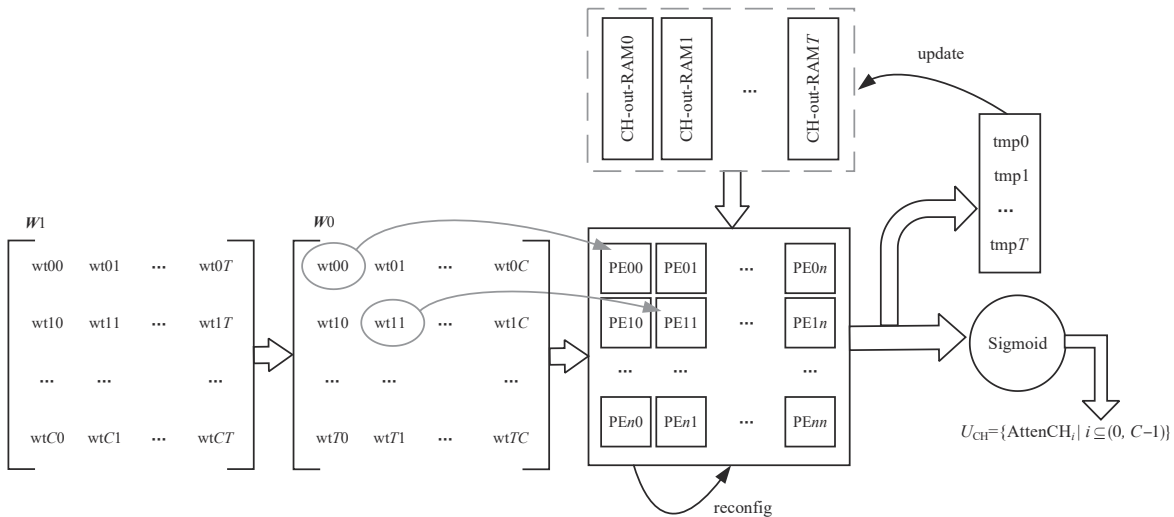 CH-out-RAM0
CH-out-RAM1
...
CH-out-RAMT
update
tmp0
tmp1
...
tmpT
W1
wt00 wt01 ... wt0T
wt10 wt11 ... wt1T
... ... ...
wtC0 wtC1 ... wtCT
W0
wt00 wt01 ... wt0C
wt10 wt11 ... wt1C
... ... ...
wtT0 wtT1 ... wtTC
PE00 PE01 ... PE0n
PE10 PE11 ... PE1n
... ... ...
PEn0 PEn1 ... PEnn
reconfig
Sigmoid
U_CH={AttenCH_i| i⊆(0, C−1)}